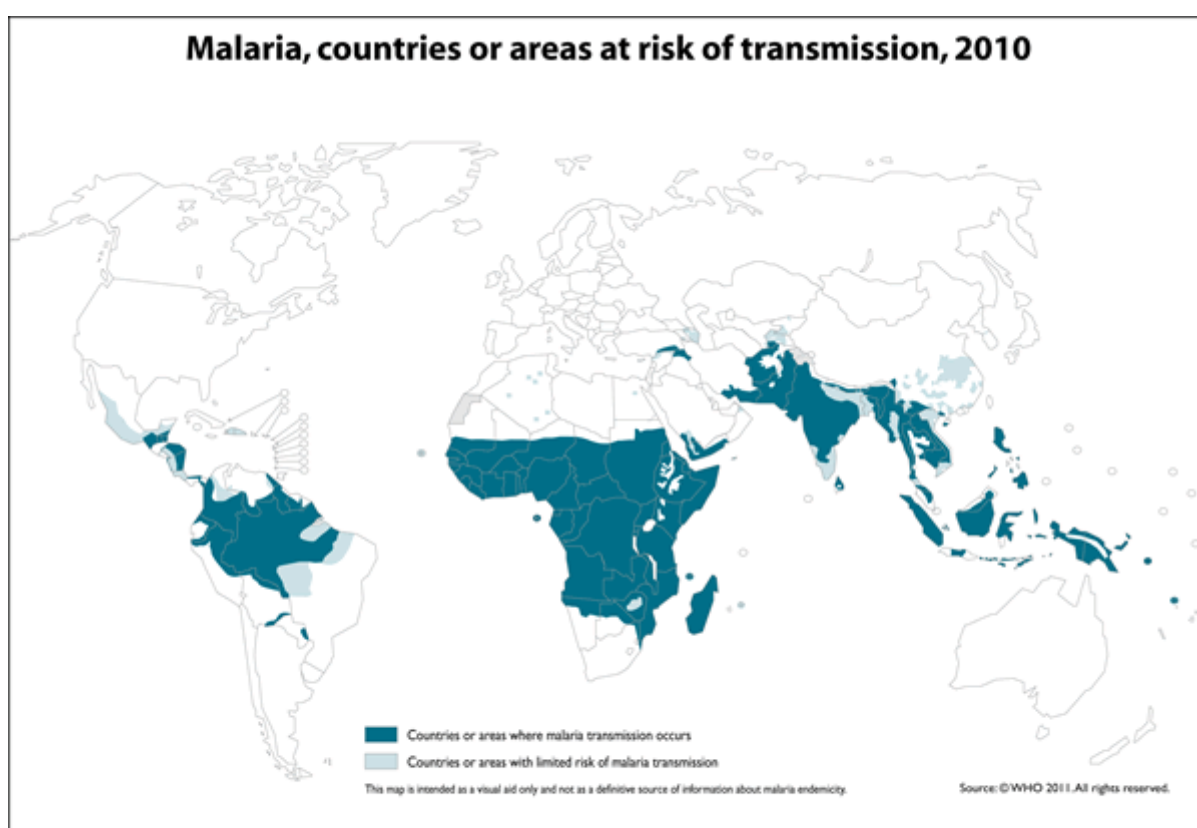 Malaria, countries or areas at risk of transmission, 2010
Countries or areas where malaria transmission occurs
Countries or areas with limited risk of malaria transmission
This map is intended as a visual aid only and not as a definitive source of information about malaria endemicity.
Source: © WHO 2011. All rights reserved.